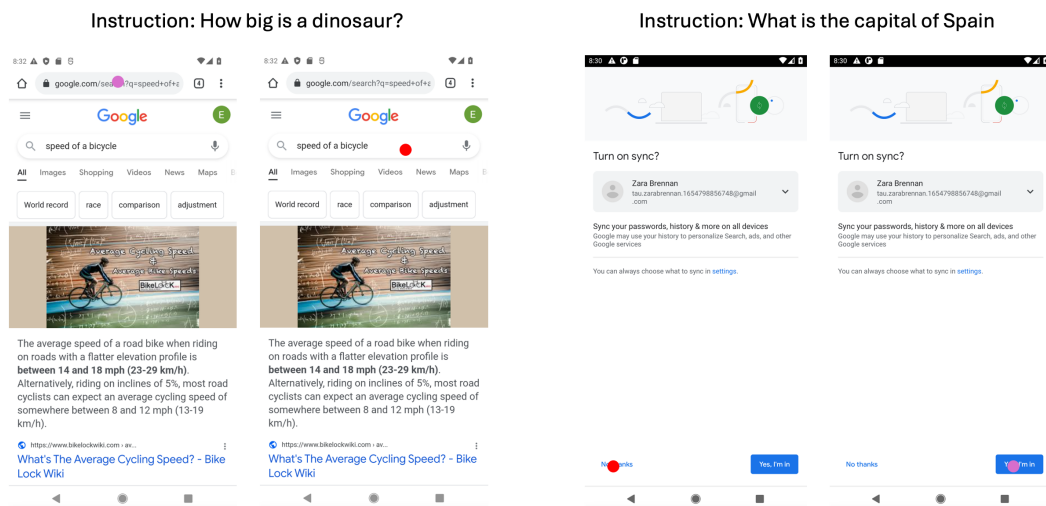 Instruction: How big is a dinosaur?
8:32
google.com/sea ?q=speed+of+a
4
Google
E
speed of a bicycle
All Images Shopping Videos News Maps
World record race comparison adjustment
Average Cycling Speed
&
Average Bike Speeds
BikeLocK...
The average speed of a road bike when riding
on roads with a flatter elevation profile is
between 14 and 18 mph (23-29 km/h).
Alternatively, riding on inclines of 5%, most road
cyclists can expect an average cycling speed of
somewhere between 8 and 12 mph (13-19
km/h).
https://www.bikelockwiki.com › av...
What's The Average Cycling Speed? - Bike
Lock Wiki
8:32
google.com/search?q=speed+of+a
4
Google
E
speed of a bicycle
All Images Shopping Videos News Maps
World record race comparison adjustment
Average Cycling Speed
&
Average Bike Speeds
BikeLocK...
The average speed of a road bike when riding
on roads with a flatter elevation profile is
between 14 and 18 mph (23-29 km/h).
Alternatively, riding on inclines of 5%, most road
cyclists can expect an average cycling speed of
somewhere between 8 and 12 mph (13-19
km/h).
https://www.bikelockwiki.com › av...
What's The Average Cycling Speed? - Bike
Lock Wiki
Instruction: What is the capital of Spain
8:30
Turn on sync?
Zara Brennan
tau.zarabrennan.1654798856748@gmail
.com
Sync your passwords, history & more on all devices
Google may use your history to personalize Search, ads, and other
Google services
You can always choose what to sync in settings.
No thanks
Yes, I'm in
8:30
Turn on sync?
Zara Brennan
tau.zarabrennan.1654798856748@gmail
.com
Sync your passwords, history & more on all devices
Google may use your history to personalize Search, ads, and other
Google services
You can always choose what to sync in settings.
No thanks
Yes, I'm in